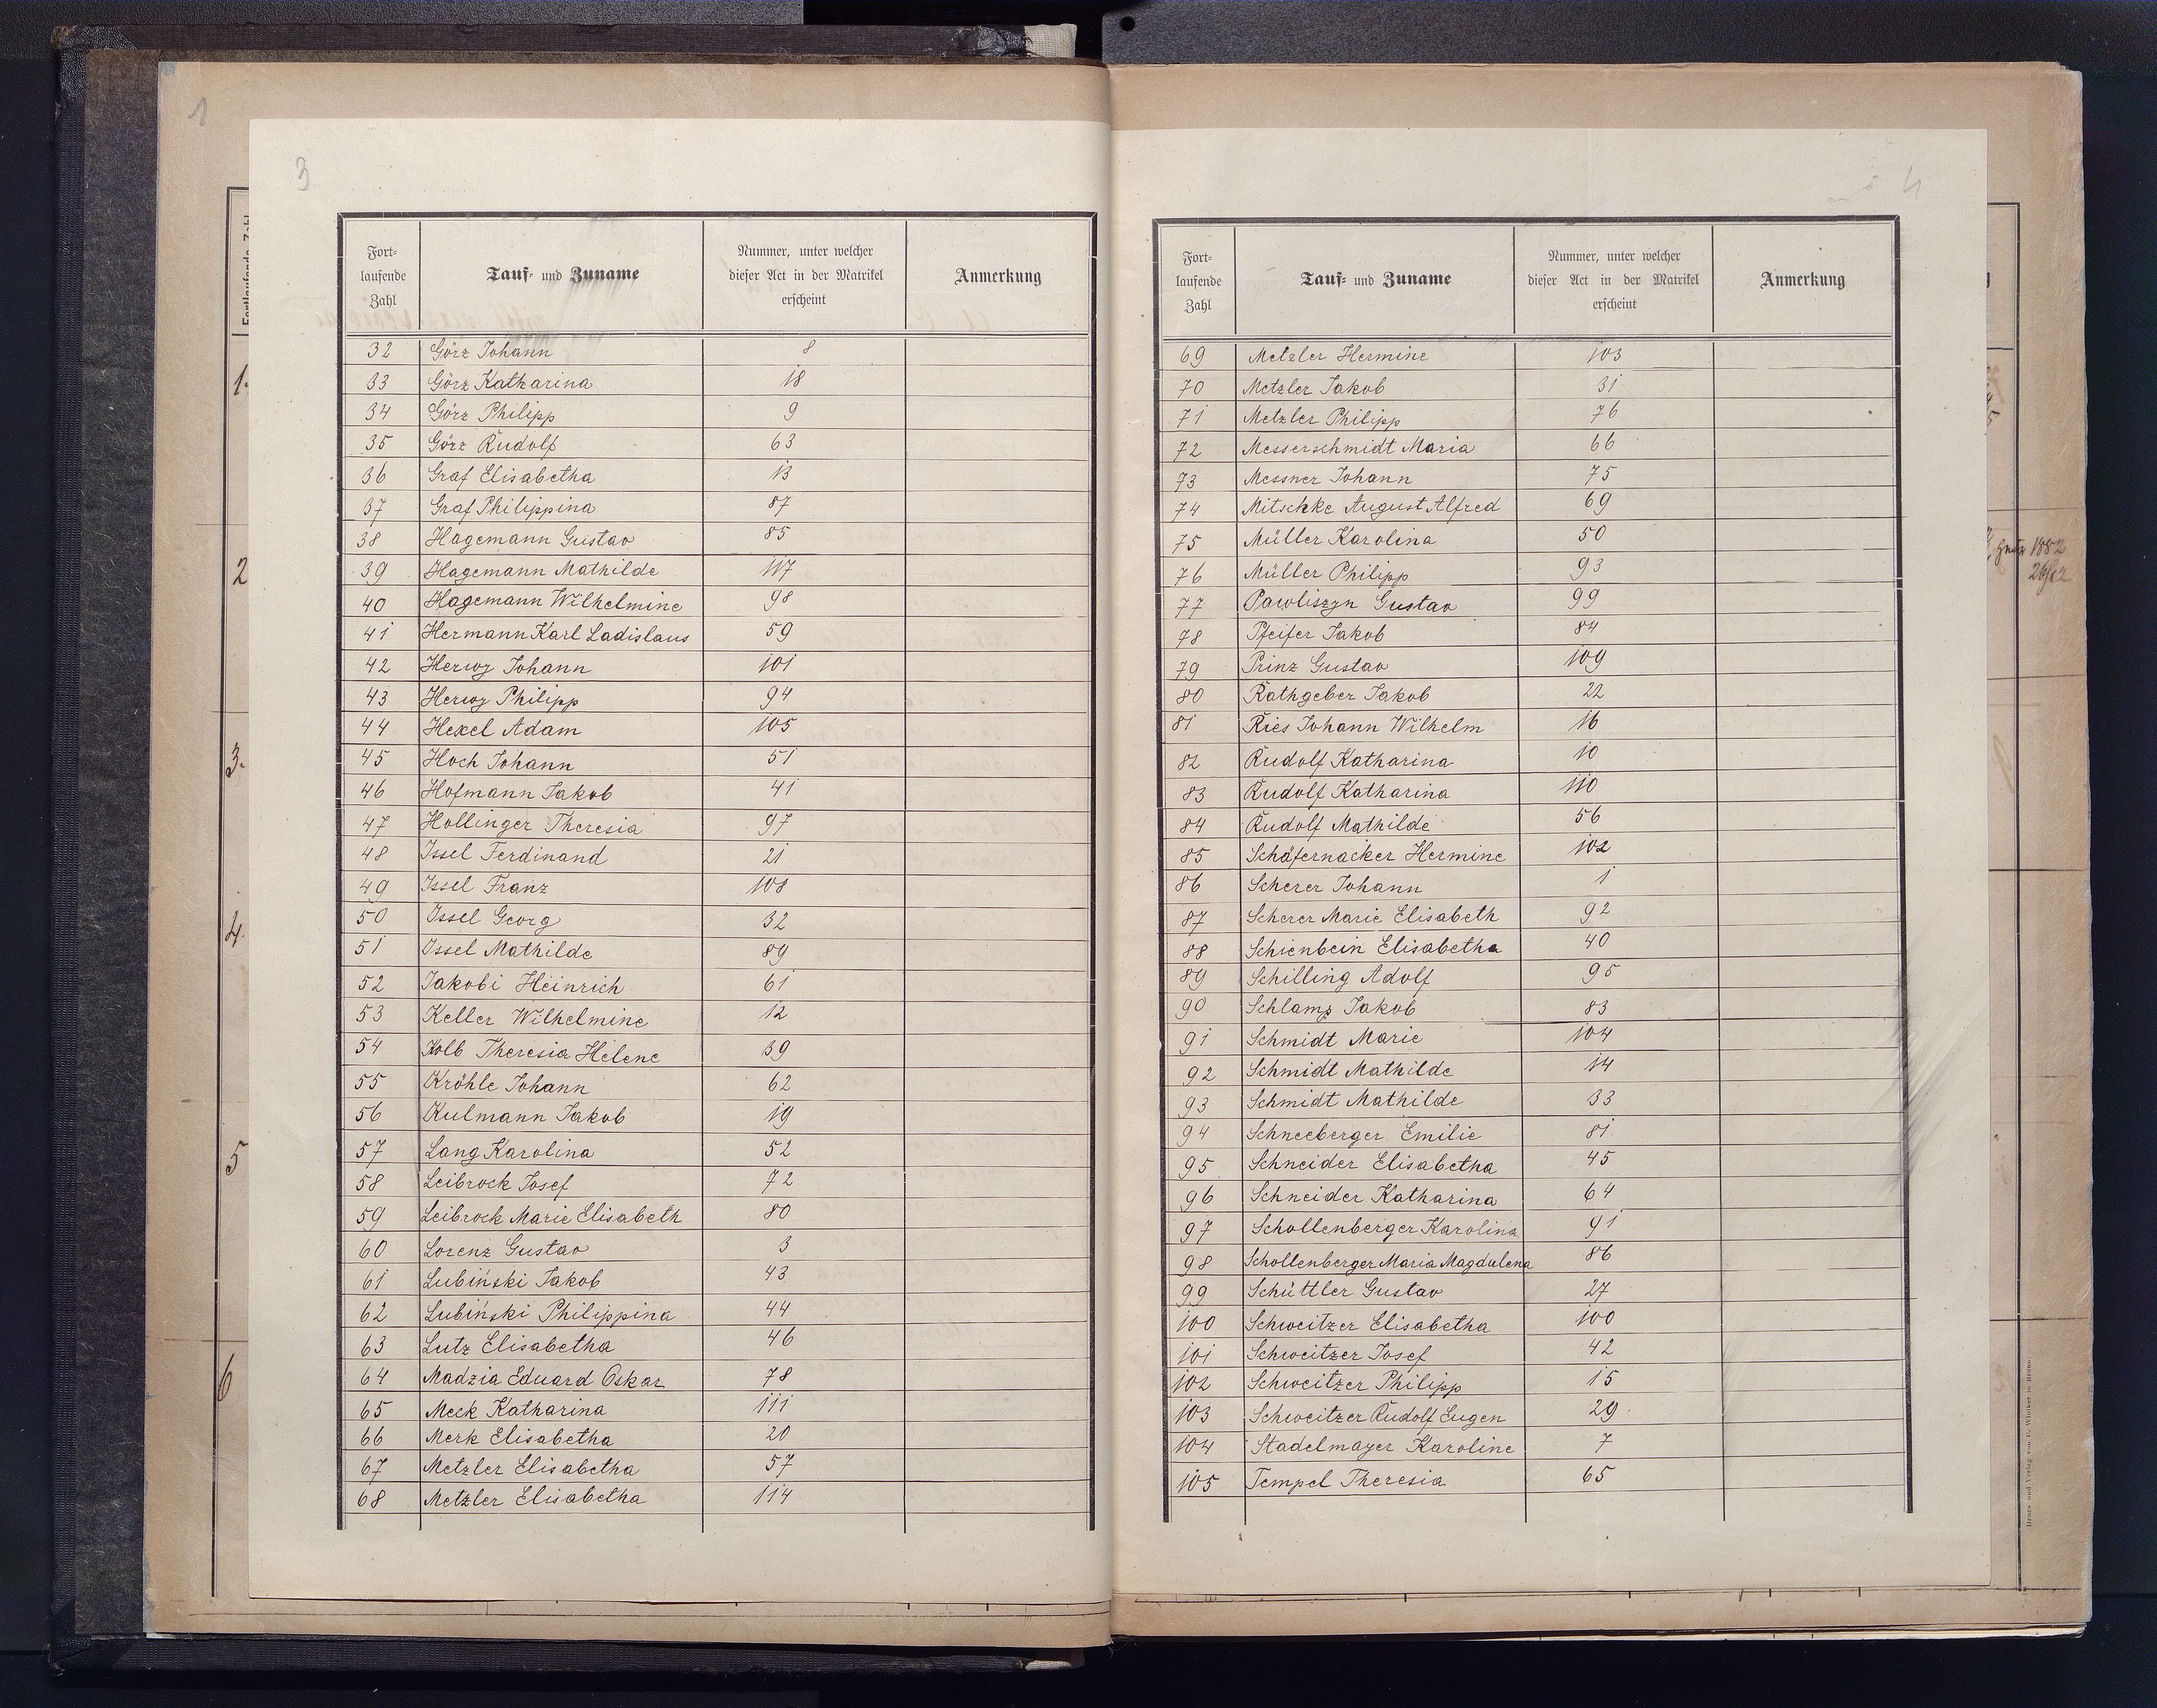 1
3
Fort-
laufende
Zahl
Tauf- und Zuname
Nummer, unter welcher
dieser Act in der Matrikel
erscheint
Anmerkung
32 Görz Johann 8
33 Görz Katharina 18
34 Görz Philipp 9
35 Görz Rudolf 63
36 Graf Elisabetha 13
37 Graf Philippina 87
38 Hagemann Gustav 85
39 Hagemann Mathilde 117
40 Hagemann Wilhelmine 98
41 Hermann Karl Ladislaus 59
42 Herwy Johann 101
43 Herwy Philipp 94
44 Hexel Adam 105
45 Hoch Johann 51
46 Hofmann Jakob 41
47 Hollinger Theresia 97
48 Issel Ferdinand 21
49 Issel Franz 108
50 Issel Georg 32
51 Issel Mathilde 89
52 Jakobi Heinrich 61
53 Keller Wilhelmine 12
54 Kolb Theresia Helene 39
55 Kröhle Johann 62
56 Kulmann Jakob 19
57 Lang Karolina 52
58 Leibrock Josef 72
59 Leibrock Marie Elisabeth 80
60 Lorenz Gustav 3
61 Lubiński Jakob 43
62 Lubiński Philippina 44
63 Lutz Elisabetha 46
64 Madzia Eduard Oskar 78
65 Meck Katharina 111
66 Merk Elisabetha 20
67 Metzler Elisabetha 57
68 Metzler Elisabetha 114
4
Fort-
laufende
Zahl
Tauf- und Zuname
Nummer, unter welcher
dieser Act in der Matrikel
erscheint
Anmerkung
69 Metzler Hermine 103
70 Metzler Jakob 31
71 Metzler Philipp 76
72 Messerschmidt Maria 66
73 Messner Johann 75
74 Mitschke August Alfred 69
75 Müller Karolina 50
76 Müller Philipp 93
77 Pawliszyn Gustav 99
78 Pfeifer Jakob 84
79 Prinz Gustav 109
80 Rathgeber Jakob 22
81 Ries Johann Wilhelm 16
82 Rudolf Katharina 10
83 Rudolf Katharina 110
84 Rudolf Mathilde 56
85 Schäfernacker Hermine 102
86 Scherer Johann 1
87 Scherer Marie Elisabeth 92
88 Schienbein Elisabetha 40
89 Schilling Adolf 95
90 Schlamp Jakob 83
91 Schmidt Marie 104
92 Schmidt Mathilde 14
93 Schmidt Mathilde 33
94 Schneeberger Emilie 81
95 Schneider Elisabetha 45
96 Schneider Katharina 64
97 Schollenberger Karolina 91
98 Schollenberger Maria Magdalena 86
99 Schüttler Gustav 27
100 Schweitzer Elisabetha 100
101 Schweitzer Josef 42
102 Schweitzer Philipp 15
103 Schweitzer Rudolf Eugen 29
104 Stadelmayer Karoline 7
105 Tempel Theresia 65
1.
2
3.
4.
5
6
1882